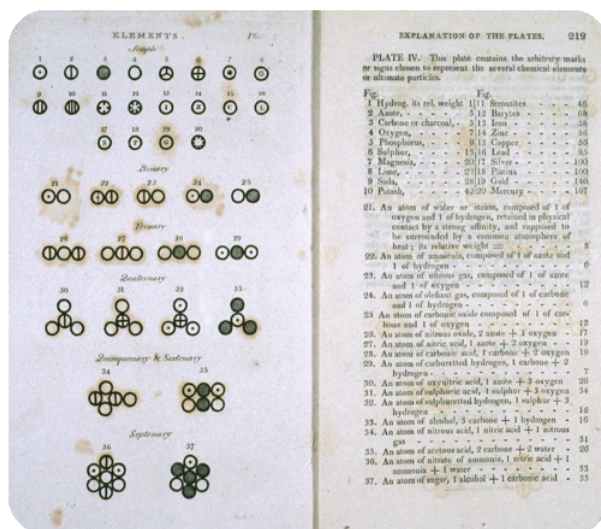 ELEMENTS.
Simple
1 2 3 4 5 6 7 8
9 10 11 12 13 14 15 16
I Z C L
17 18 19 20
S P G
Binary
21 22 23 24 25
Ternary
26 27 28 29
Quaternary
30 31 32 33
Quinquenary & Sextenary
34 35
Septenary
36 37
EXPLANATION OF THE PLATES. 219
PLATE IV. This plate contains the arbitrary marks
or signs chosen to represent the several chemical elements
or ultimate particles.
Fig. Fig.
1 Hydrog. its rel. weight 1 11 Strontites - 46
2 Azote, - - - 5 12 Barytes - 68
3 Carbone or charcoal, - 5 13 Iron - 38
4 Oxygen, - - - 7 14 Zinc - 56
5 Phosphorus, - - 9 15 Copper - 56
6 Sulphur, - - - 13 16 Lead - 95
7 Magnesia, - - 20 17 Silver - 100
8 Lime, - - - 23 18 Platina - 100
9 Soda, - - - 28 19 Gold - 140
10 Potash, - - - 42 20 Mercury - 167
21. An atom of water or steam, composed of 1 of
oxygen and 1 of hydrogen, retained in physical
contact by a strong affinity, and supposed to
be surrounded by a common atmosphere of
heat; its relative weight = - - 8
22. An atom of ammonia, composed of 1 of azote and
1 of hydrogen - - - 6
23. An atom of nitrous gas, composed of 1 of azote
and 1 of oxygen - - - 12
24. An atom of olefiant gas, composed of 1 of carbone
and 1 of hydrogen - - - 6
25. An atom of carbonic oxide composed of 1 of car-
bone and 1 of oxygen - - - 12
26. An atom of nitrous oxide, 2 azote + 1 oxygen - 17
27. An atom of nitric acid, 1 azote + 2 oxygen - 19
28. An atom of carbonic acid, 1 carbone + 2 oxygen 19
29. An atom of carburetted hydrogen, 1 carbone + 2
hydrogen - - - 7
30. An atom of oxynitric acid, 1 azote + 3 oxygen 26
31. An atom of sulphuric acid, 1 sulphur + 3 oxygen 34
32. An atom of sulphuretted hydrogen, 1 sulphur + 3
hydrogen - - - 16
33. An atom of alcohol, 3 carbone + 1 hydrogen - 16
34. An atom of nitrous acid, 1 nitric acid + 1 nitrous
gas - - - 31
35. An atom of acetous acid, 2 carbone + 2 water - 26
36. An atom of nitrate of ammonia, 1 nitric acid + 1
ammonia + 1 water - - - 33
37. An atom of sugar, 1 alcohol + 1 carbonic acid - 35